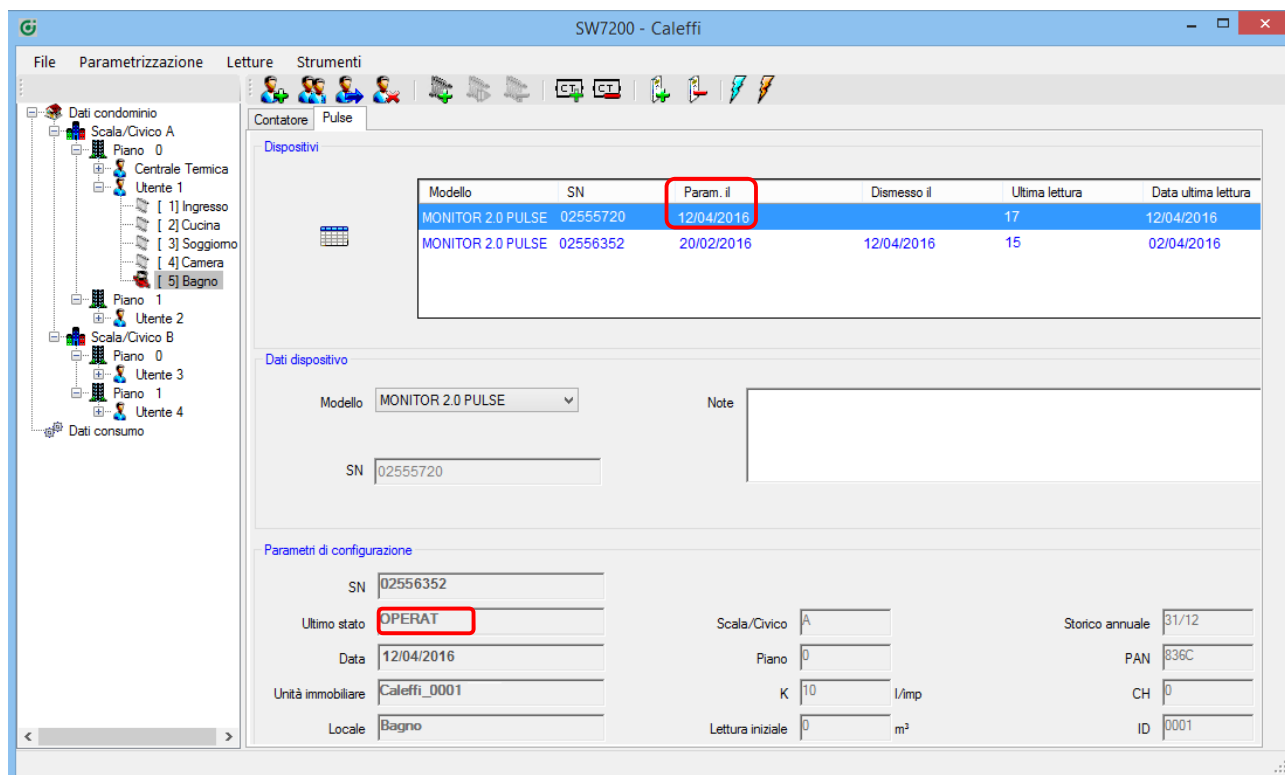 SW7200 - Caleffi
File Parametrizzazione Letture Strumenti
CT CT
Dati condominio
Scala/Civico A
Piano 0
Centrale Termica
Utente 1
[ 1] Ingresso
[ 2] Cucina
[ 3] Soggiorno
[ 4] Camera
[ 5] Bagno
Piano 1
Utente 2
Scala/Civico B
Piano 0
Utente 3
Piano 1
Utente 4
Dati consumo
Contatore Pulse
Dispositivi
Modello SN Param. il Dismesso il Ultima lettura Data ultima lettura
MONITOR 2.0 PULSE 02555720 12/04/2016 17 12/04/2016
MONITOR 2.0 PULSE 02556352 20/02/2016 12/04/2016 15 02/04/2016
Dati dispositivo
Modello MONITOR 2.0 PULSE Note
SN 02555720
Parametri di configurazione
SN 02556352
Ultimo stato OPERAT Scala/Civico A Storico annuale 31/12
Data 12/04/2016 Piano 0 PAN 836C
Unità immobiliare Caleffi_0001 K 10 l/imp CH 0
Locale Bagno Lettura iniziale 0 m³ ID 0001